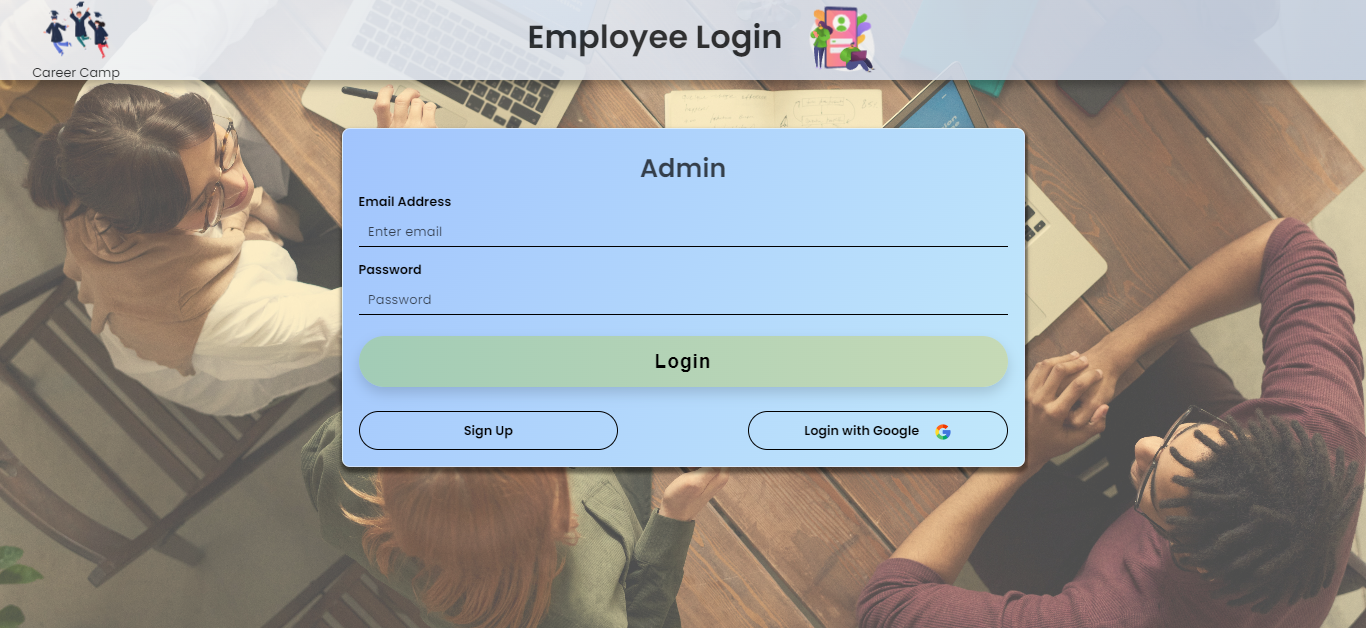 Employee Login
Career Camp
Admin
Email Address
Enter email
Password
Password
Login
Sign Up
Login with Google